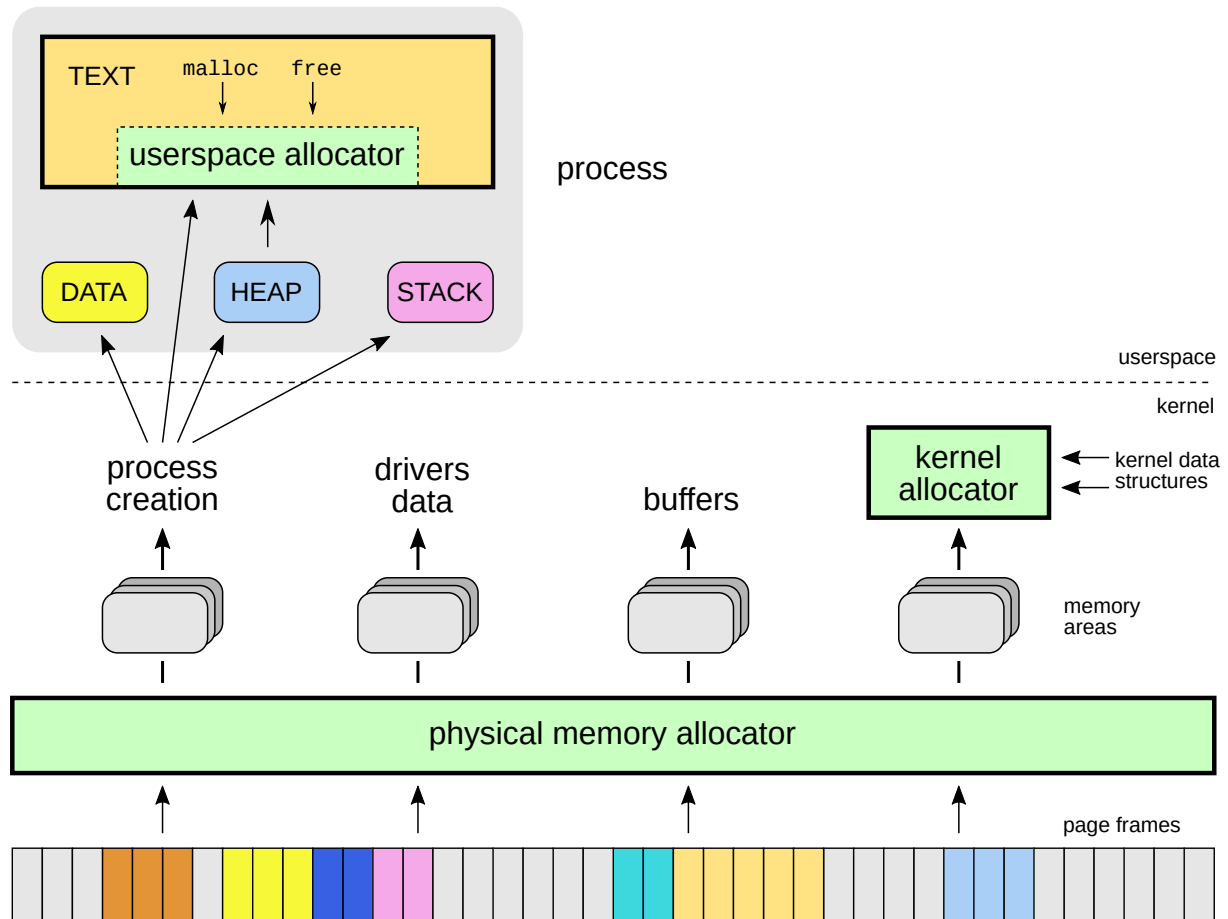 TEXT
malloc
free
userspace allocator
process
DATA
HEAP
STACK
userspace
kernel
process
creation
drivers
data
buffers
kernel
allocator
kernel data
structures
memory
areas
physical memory allocator
page frames